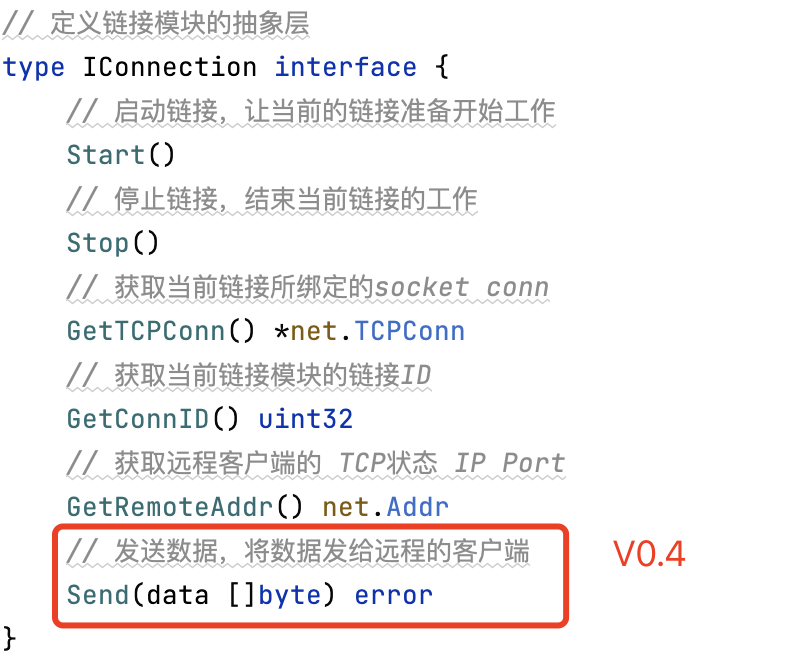 // 定义链接模块的抽象层
type IConnection interface {
// 启动链接，让当前的链接准备开始工作
Start()
// 停止链接，结束当前链接的工作
Stop()
// 获取当前链接所绑定的socket conn
GetTCPConn() *net.TCPConn
// 获取当前链接模块的链接ID
GetConnID() uint32
// 获取远程客户端的 TCP状态 IP Port
GetRemoteAddr() net.Addr
// 发送数据，将数据发给远程的客户端
V0.4
Send(data []byte) error
}